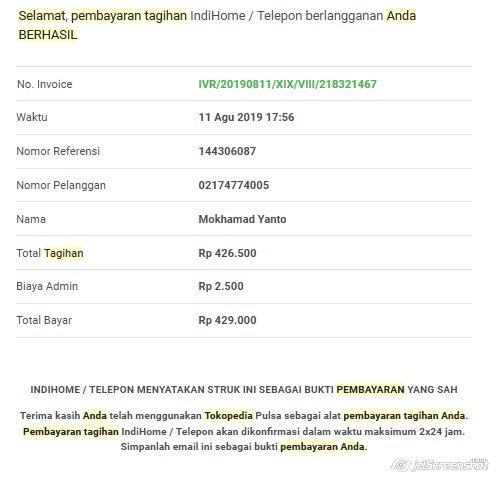 Selamat, pembayaran tagihan IndiHome / Telepon berlangganan Anda
BERHASIL
No. Invoice IVR/20190811/XIX/VIII/218321467
Waktu 11 Agu 2019 17:56
Nomor Referensi 144306087
Nomor Pelanggan 02174774005
Nama Mokhamad Yanto
Total Tagihan Rp 426.500
Biaya Admin Rp 2.500
Total Bayar Rp 429.000
INDIHOME / TELEPON MENYATAKAN STRUK INI SEBAGAI BUKTI PEMBAYARAN YANG SAH
Terima kasih Anda telah menggunakan Tokopedia Pulsa sebagai alat pembayaran tagihan Anda.
Pembayaran tagihan IndiHome / Telepon akan dikonfirmasi dalam waktu maksimum 2x24 jam.
Simpanlah email ini sebagai bukti pembayaran Anda.
jetScreenshot.com